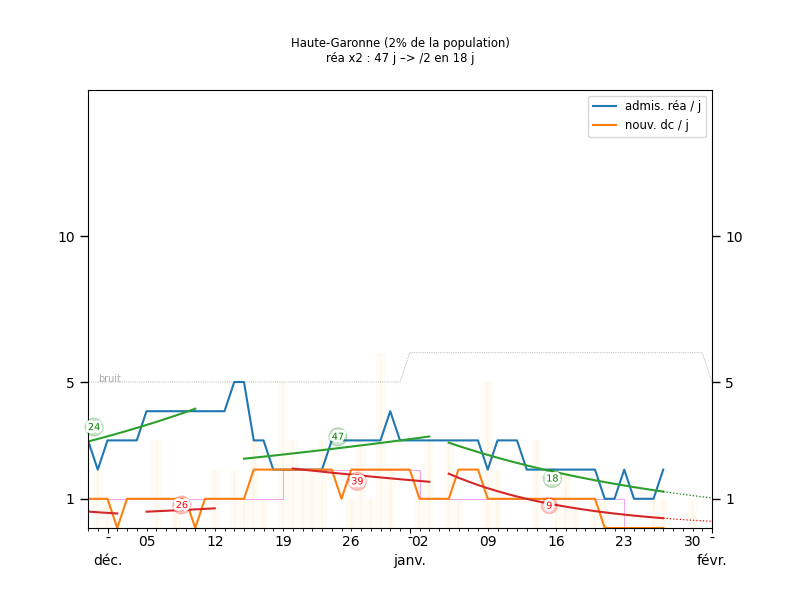 Haute-Garonne (2% de la population)
réa x2 : 47 j –> /2 en 18 j
admis. réa / j
nouv. dc / j
10 10
bruit
5 5
24
47
39
18
26
9
1 1
05 12 19 26 02 09 16 23 30
déc. janv. févr.